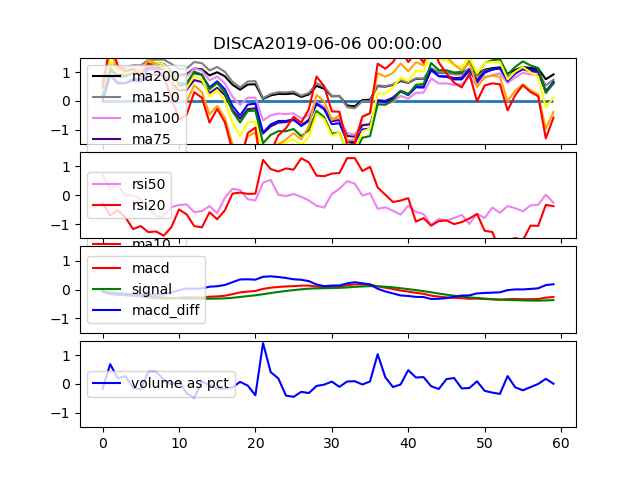 DISCA2019-06-06 00:00:00
1
0
−1
ma200
ma150
ma100
ma75
1
0
−1
rsi50
rsi20
ma10
1
0
−1
macd
signal
macd_diff
1
0
−1
volume as pct
0 10 20 30 40 50 60